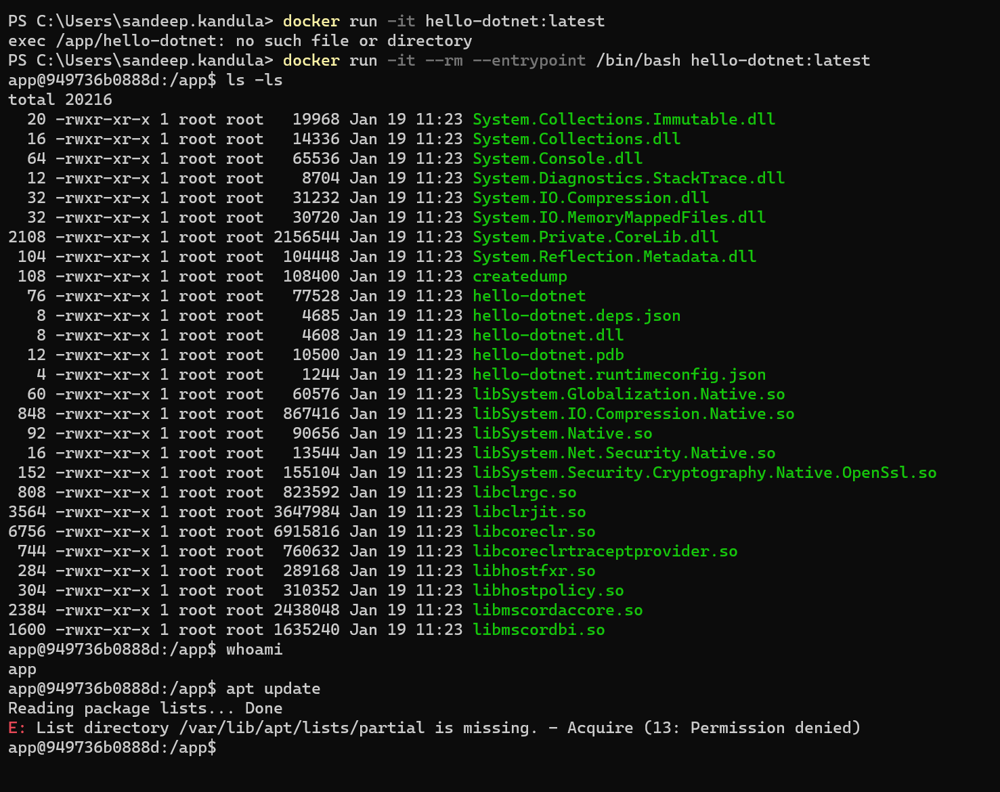 PS C:\Users\sandeep.kandula> docker run -it hello-dotnet:latest
exec /app/hello-dotnet: no such file or directory
PS C:\Users\sandeep.kandula> docker run -it --rm --entrypoint /bin/bash hello-dotnet:latest
app@949736b0888d:/app$ ls -ls
total 20216
  20 -rwxr-xr-x 1 root root   19968 Jan 19 11:23 System.Collections.Immutable.dll
  16 -rwxr-xr-x 1 root root   14336 Jan 19 11:23 System.Collections.dll
  64 -rwxr-xr-x 1 root root   65536 Jan 19 11:23 System.Console.dll
  12 -rwxr-xr-x 1 root root    8704 Jan 19 11:23 System.Diagnostics.StackTrace.dll
  32 -rwxr-xr-x 1 root root   31232 Jan 19 11:23 System.IO.Compression.dll
  32 -rwxr-xr-x 1 root root   30720 Jan 19 11:23 System.IO.MemoryMappedFiles.dll
2108 -rwxr-xr-x 1 root root 2156544 Jan 19 11:23 System.Private.CoreLib.dll
 104 -rwxr-xr-x 1 root root  104448 Jan 19 11:23 System.Reflection.Metadata.dll
 108 -rwxr-xr-x 1 root root  108400 Jan 19 11:23 createdump
  76 -rwxr-xr-x 1 root root   77528 Jan 19 11:23 hello-dotnet
   8 -rwxr-xr-x 1 root root    4685 Jan 19 11:23 hello-dotnet.deps.json
   8 -rwxr-xr-x 1 root root    4608 Jan 19 11:23 hello-dotnet.dll
  12 -rwxr-xr-x 1 root root   10500 Jan 19 11:23 hello-dotnet.pdb
   4 -rwxr-xr-x 1 root root    1244 Jan 19 11:23 hello-dotnet.runtimeconfig.json
  60 -rwxr-xr-x 1 root root   60576 Jan 19 11:23 libSystem.Globalization.Native.so
 848 -rwxr-xr-x 1 root root  867416 Jan 19 11:23 libSystem.IO.Compression.Native.so
  92 -rwxr-xr-x 1 root root   90656 Jan 19 11:23 libSystem.Native.so
  16 -rwxr-xr-x 1 root root   13544 Jan 19 11:23 libSystem.Net.Security.Native.so
 152 -rwxr-xr-x 1 root root  155104 Jan 19 11:23 libSystem.Security.Cryptography.Native.OpenSsl.so
 808 -rwxr-xr-x 1 root root  823592 Jan 19 11:23 libclrgc.so
3564 -rwxr-xr-x 1 root root 3647984 Jan 19 11:23 libclrjit.so
6756 -rwxr-xr-x 1 root root 6915816 Jan 19 11:23 libcoreclr.so
 744 -rwxr-xr-x 1 root root  760632 Jan 19 11:23 libcoreclrtraceptprovider.so
 284 -rwxr-xr-x 1 root root  289168 Jan 19 11:23 libhostfxr.so
 304 -rwxr-xr-x 1 root root  310352 Jan 19 11:23 libhostpolicy.so
2384 -rwxr-xr-x 1 root root 2438048 Jan 19 11:23 libmscordaccore.so
1600 -rwxr-xr-x 1 root root 1635240 Jan 19 11:23 libmscordbi.so
app@949736b0888d:/app$ whoami
app
app@949736b0888d:/app$ apt update
Reading package lists... Done
E: List directory /var/lib/apt/lists/partial is missing. - Acquire (13: Permission denied)
app@949736b0888d:/app$